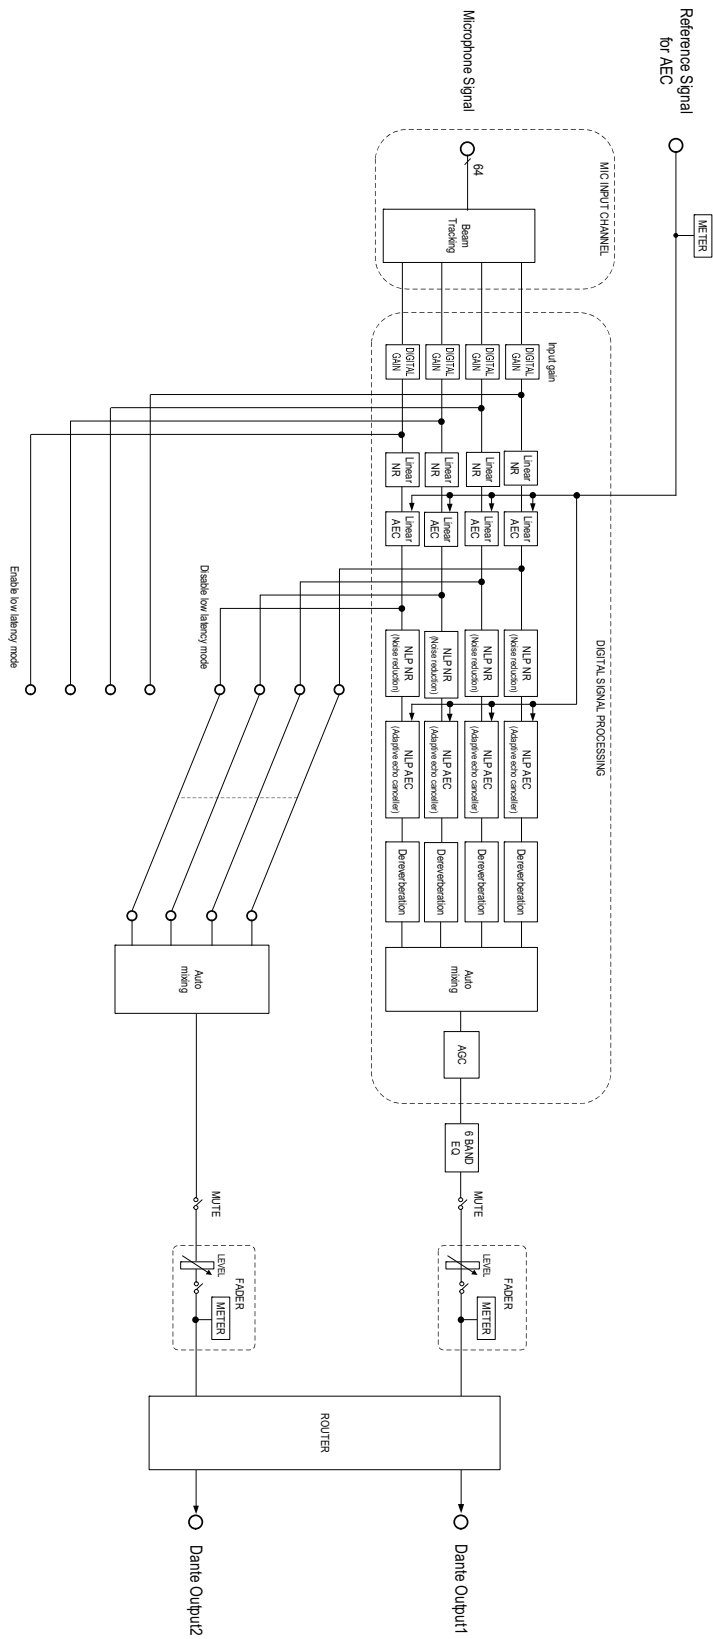 Reference Signal
for AEC
METER
Microphone Signal
MIC INPUT CHANNEL
64
Beam
Tracking
DIGITAL SIGNAL PROCESSING
Input gain
DIGITAL
GAIN
DIGITAL
GAIN
DIGITAL
GAIN
DIGITAL
GAIN
Linear
NR
Linear
NR
Linear
NR
Linear
NR
Linear
AEC
Linear
AEC
Linear
AEC
Linear
AEC
NLP NR
(Noise reduction)
NLP NR
(Noise reduction)
NLP NR
(Noise reduction)
NLP NR
(Noise reduction)
NLP AEC
(Adaptive echo canceller)
NLP AEC
(Adaptive echo canceller)
NLP AEC
(Adaptive echo canceller)
NLP AEC
(Adaptive echo canceller)
Dereverberation
Dereverberation
Dereverberation
Dereverberation
Auto
mixing
AGC
6 BAND
EQ
MUTE
LEVEL
FADER
METER
Disable low latency mode
Enable low latency mode
Auto
mixing
MUTE
LEVEL
FADER
METER
ROUTER
Dante Output1
Dante Output2